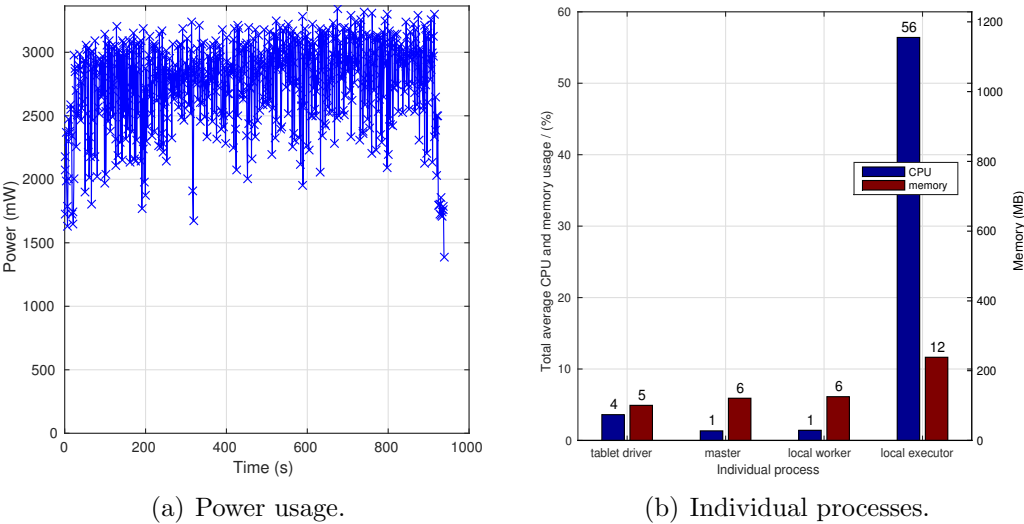 3000
2500
2000
1500
1000
500
0
Power (mW)
0 200 400 600 800 1000
Time (s)
(a) Power usage.
60
50
40
30
20
10
0
Total average CPU and memory usage / (%)
1200
1000
800
600
400
200
0
Memory (MB)
CPU
memory
4 5 1 6 1 6 56 12
tablet driver master local worker local executor
Individual process
(b) Individual processes.